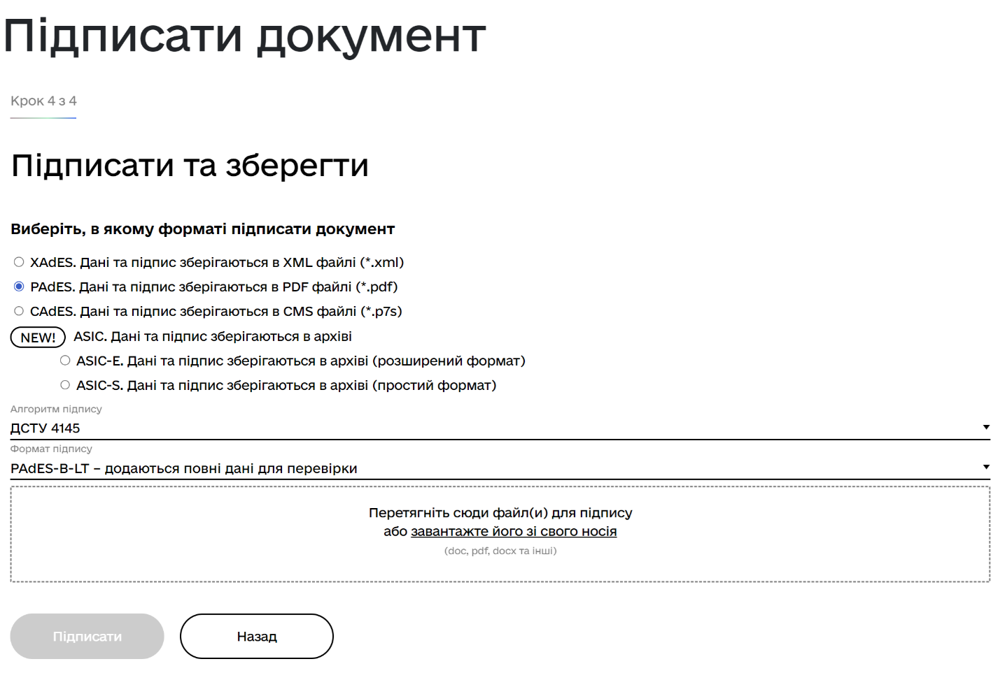 Підписати документ
Крок 4 з 4
Підписати та зберегти
Виберіть, в якому форматі підписати документ
XAdES. Дані та підпис зберігаються в XML файлі (*.xml)
PAdES. Дані та підпис зберігаються в PDF файлі (*.pdf)
CAdES. Дані та підпис зберігаються в CMS файлі (*.p7s)
NEW! ASIC. Дані та підпис зберігаються в архіві
ASIC-E. Дані та підпис зберігаються в архіві (розширений формат)
ASIC-S. Дані та підпис зберігаються в архіві (простий формат)
Алгоритм підпису
ДСТУ 4145
Формат підпису
PAdES-B-LT – додаються повні дані для перевірки
Перетягніть сюди файл(и) для підпису
або завантажте його зі свого носія
(doc, pdf, docx та інші)
Підписати Назад